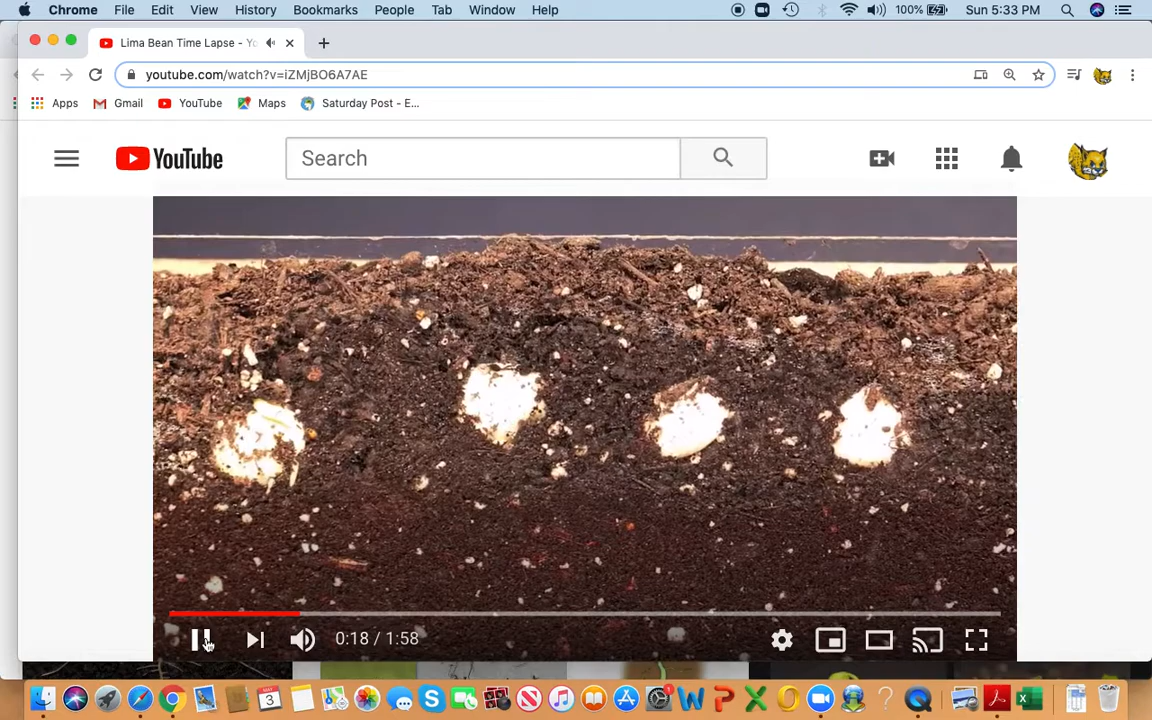 Chrome File Edit View History Bookmarks People Tab Window Help 100% Sun 5:33 PM
Lima Bean Time Lapse - Yo
youtube.com/watch?v=iZMjBO6A7AE
Apps Gmail YouTube Maps Saturday Post - E...
YouTube Search
0:18 / 1:58
3